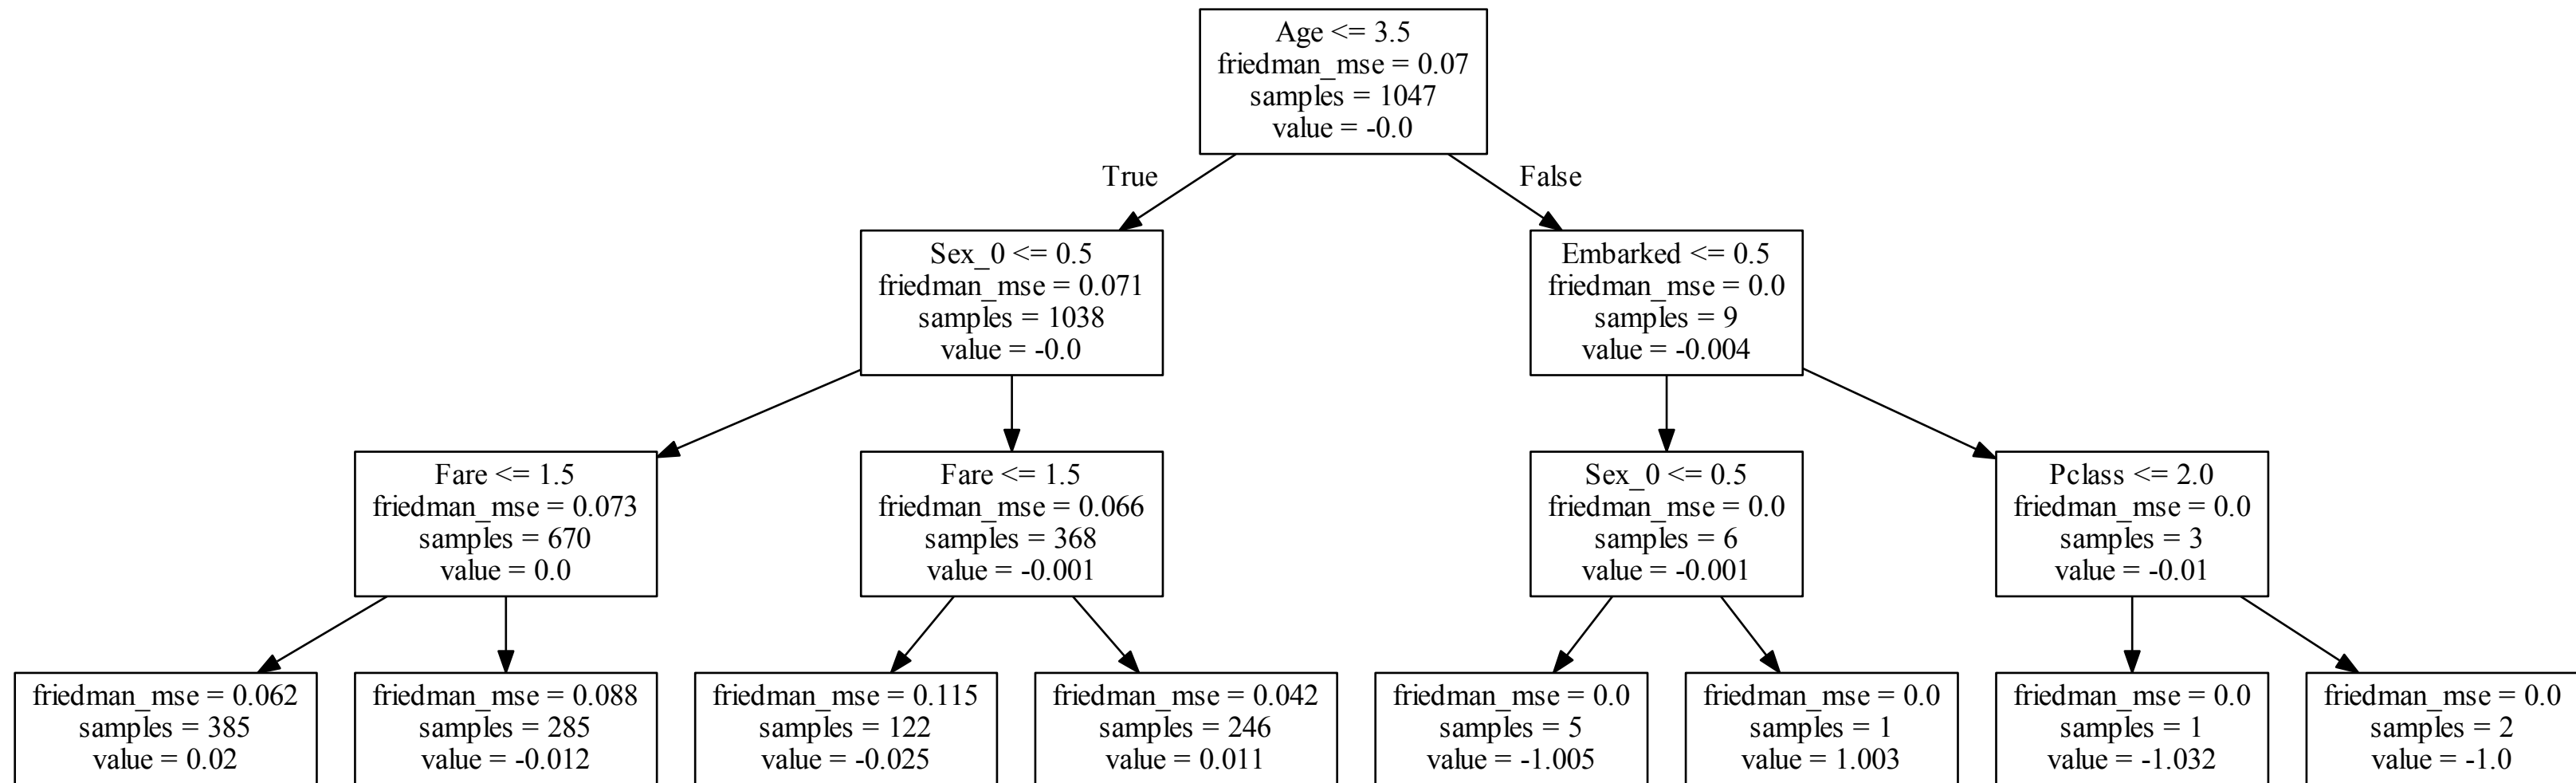 Age <= 3.5
friedman_mse = 0.07
samples = 1047
value = -0.0
True
False
Sex_0 <= 0.5
friedman_mse = 0.071
samples = 1038
value = -0.0
Embarked <= 0.5
friedman_mse = 0.0
samples = 9
value = -0.004
Fare <= 1.5
friedman_mse = 0.073
samples = 670
value = 0.0
Fare <= 1.5
friedman_mse = 0.066
samples = 368
value = -0.001
Sex_0 <= 0.5
friedman_mse = 0.0
samples = 6
value = -0.001
Pclass <= 2.0
friedman_mse = 0.0
samples = 3
value = -0.01
friedman_mse = 0.062
samples = 385
value = 0.02
friedman_mse = 0.088
samples = 285
value = -0.012
friedman_mse = 0.115
samples = 122
value = -0.025
friedman_mse = 0.042
samples = 246
value = 0.011
friedman_mse = 0.0
samples = 5
value = -1.005
friedman_mse = 0.0
samples = 1
value = 1.003
friedman_mse = 0.0
samples = 1
value = -1.032
friedman_mse = 0.0
samples = 2
value = -1.0